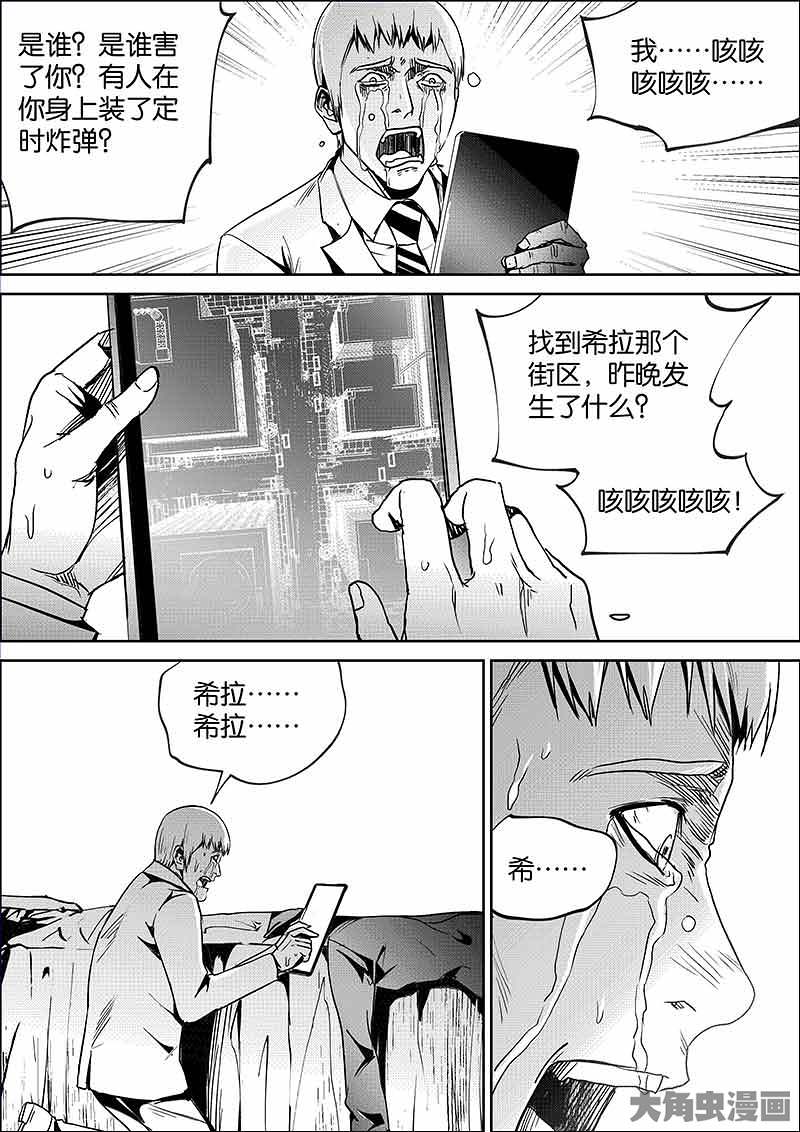 是谁？是谁害
了你？有人在
你身上装了定
时炸弹？
我……咳咳
咳咳咳……
找到希拉那个
街区，昨晚发
生了什么？
咳咳咳咳咳！
希拉……
希拉……
希……
大角虫漫画